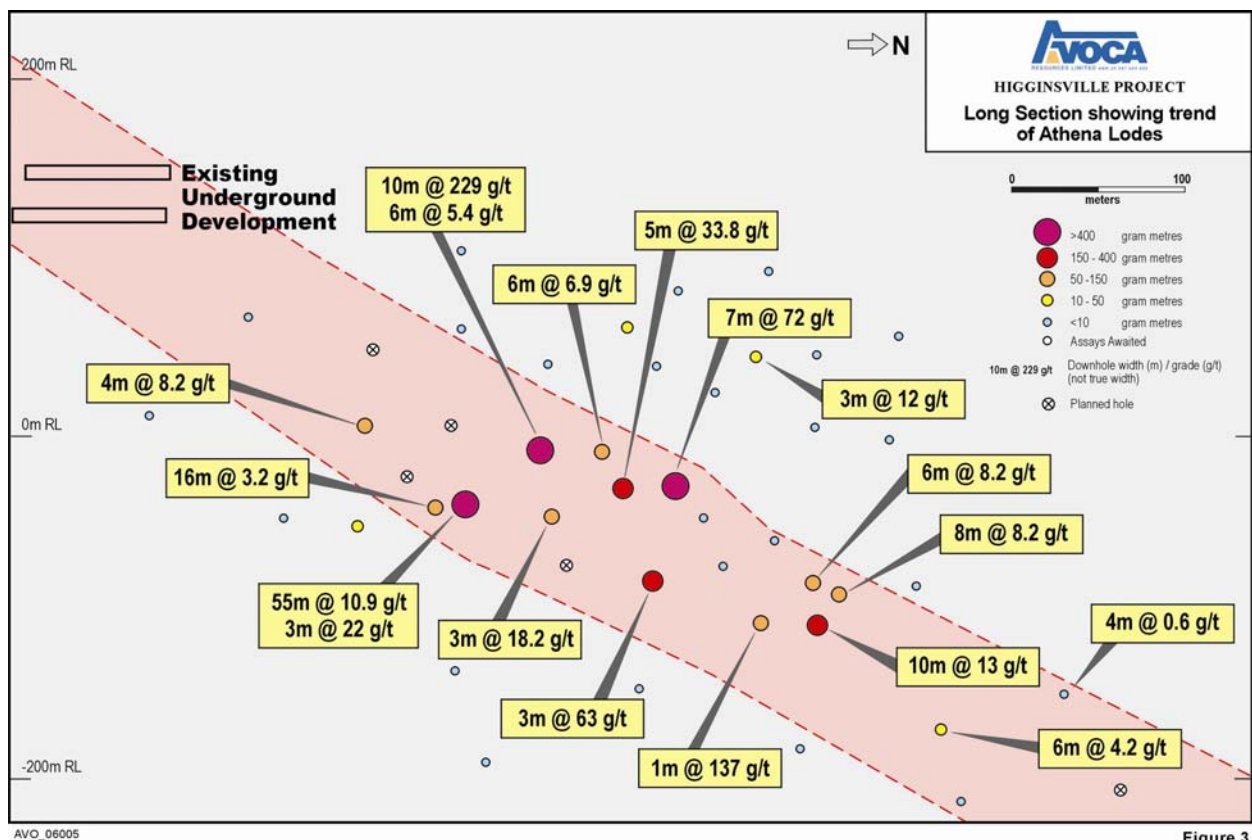 200m RL
N
AVOCA
HIGGINSVILLE PROJECT
Long Section showing trend
of Athena Lodes
0
100
meters
>400 gram metres
150 - 400 gram metres
50 -150 gram metres
10 - 50 gram metres
<10 gram metres
Assays Awaited
10m @ 229 g/t
Downhole width (m) / grade (g/t)
(not true width)
Planned hole
Existing
Underground
Development
10m @ 229 g/t
6m @ 5.4 g/t
5m @ 33.8 g/t
6m @ 6.9 g/t
7m @ 72 g/t
4m @ 8.2 g/t
3m @ 12 g/t
0m RL
16m @ 3.2 g/t
6m @ 8.2 g/t
8m @ 8.2 g/t
55m @ 10.9 g/t
3m @ 22 g/t
3m @ 18.2 g/t
4m @ 0.6 g/t
10m @ 13 g/t
3m @ 63 g/t
1m @ 137 g/t
6m @ 4.2 g/t
-200m RL
AVO_06005
Figure 3